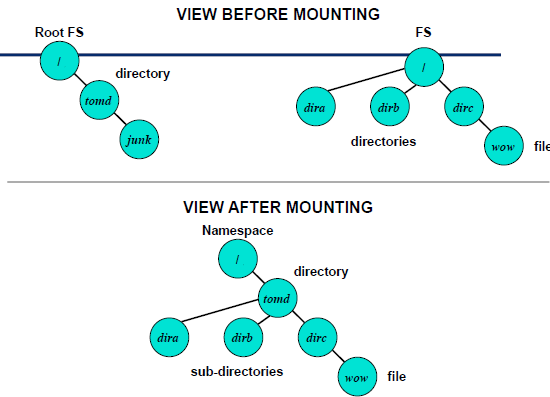 VIEW BEFORE MOUNTING
Root FS
FS
/
directory
tomd
junk
/
dira
dirb
dirc
directories
wow
file
VIEW AFTER MOUNTING
Namespace
/
directory
tomd
dira
dirb
dirc
sub-directories
wow
file